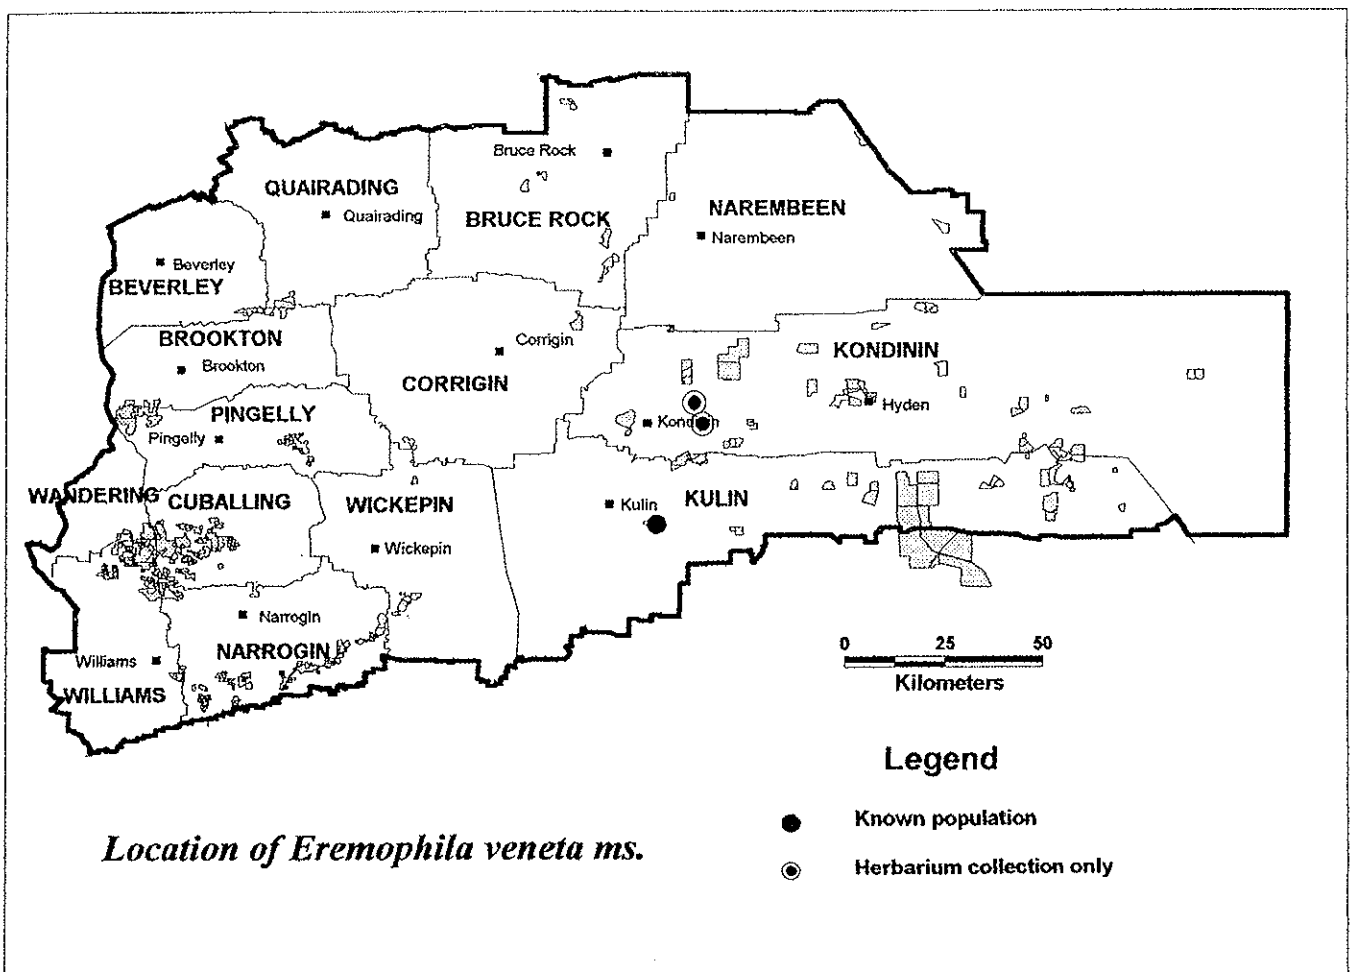 Bruce Rock
QUAIRADING
Quairading
BRUCE ROCK
NAREMBEEN
Narembeen
Beverley
BEVERLEY
BROOKTON
Brookton
Corrigin
CORRIGIN
KONDININ
Hyden
PINGELLY
Pingelly
WANDERING
CUBALLING
WICKEPIN
Kulin
KULIN
Wickepin
Narrogin
NARROGIN
Williams
WILLIAMS
0 25 50
Kilometers
Legend
Known population
Location of Eremophila veneta ms.
Herbarium collection only